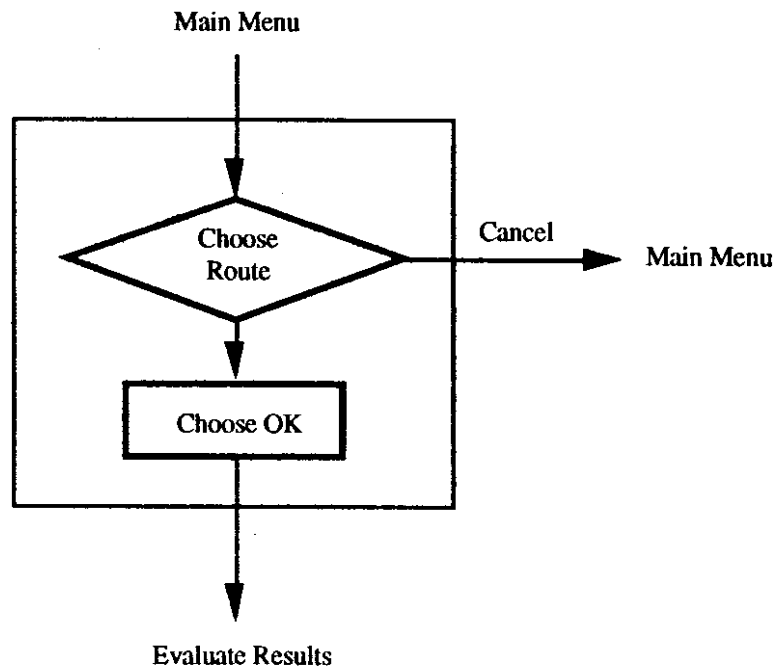 Main Menu
Choose
Route
Cancel
Main Menu
Choose OK
Evaluate Results